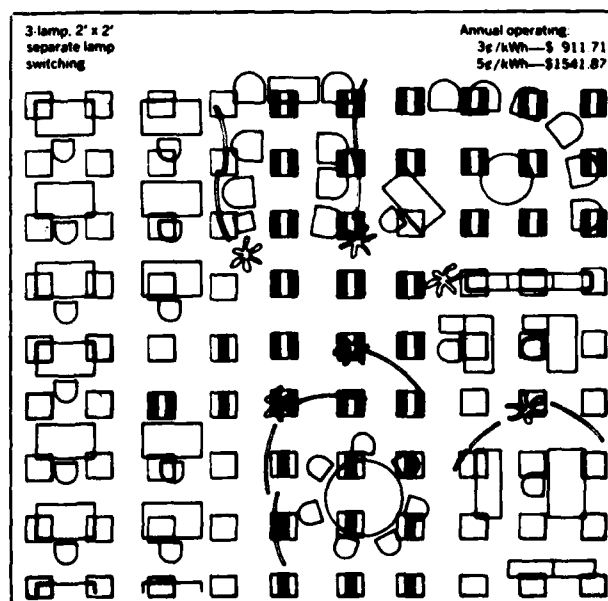 3-lamp, 2' x 2'
separate lamp
switching
Annual operating:
3¢/kWh—$ 911.71
5¢/kWh—$1541.87